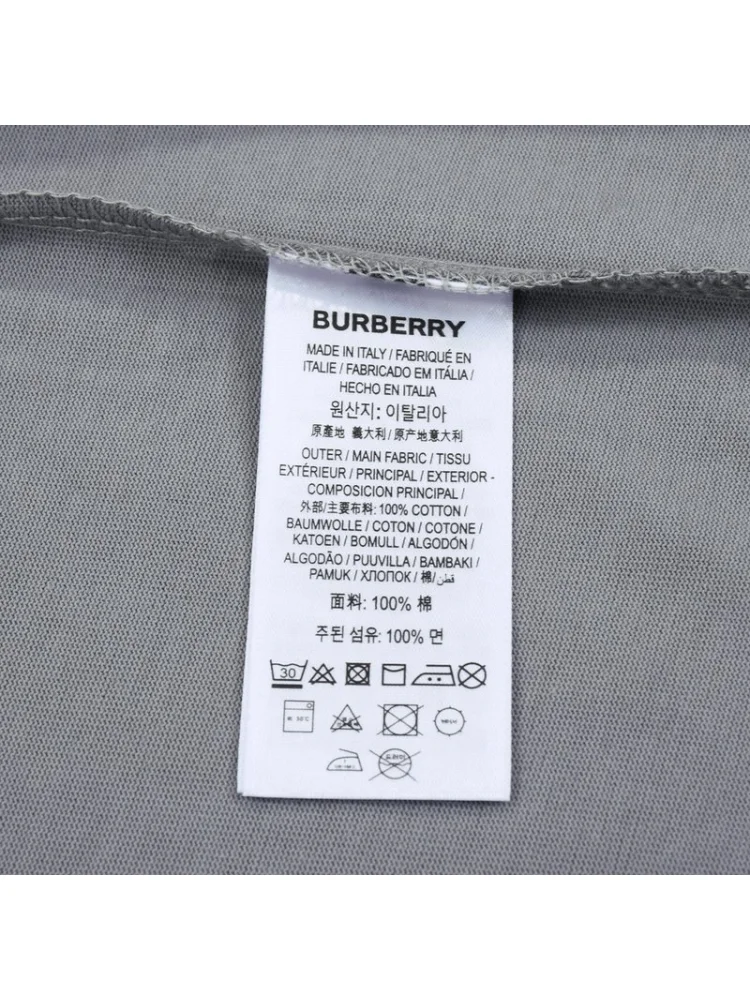 BURBERRY
MADE IN ITALY / FABRIQUÉ EN
ITALIE / FABRICADO EM ITÁLIA /
HECHO EN ITALIA
원산지: 이탈리아
原產地 義大利 / 原产地意大利
OUTER / MAIN FABRIC / TISSU
EXTÉRIEUR / PRINCIPAL / EXTERIOR -
COMPOSICION PRINCIPAL /
外部/主要布料: 100% COTTON /
BAUMWOLLE / COTON / COTONE /
KATOEN / BOMULL / ALGODÓN /
ALGODÃO / PUUVILLA / BAMBAKI /
PAMUK / ХЛОПОК / 棉/قطن
面料: 100% 棉
주된 섬유: 100% 면
30